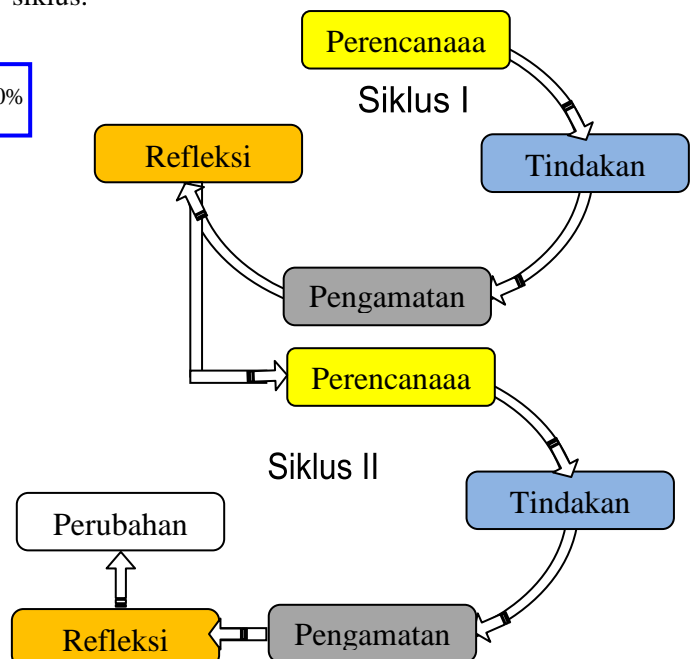 siklus.
0%
Perencanaaa
Siklus I
Refleksi
Tindakan
Pengamatan
Perencanaaa
Siklus II
Tindakan
Perubahan
Pengamatan
Refleksi